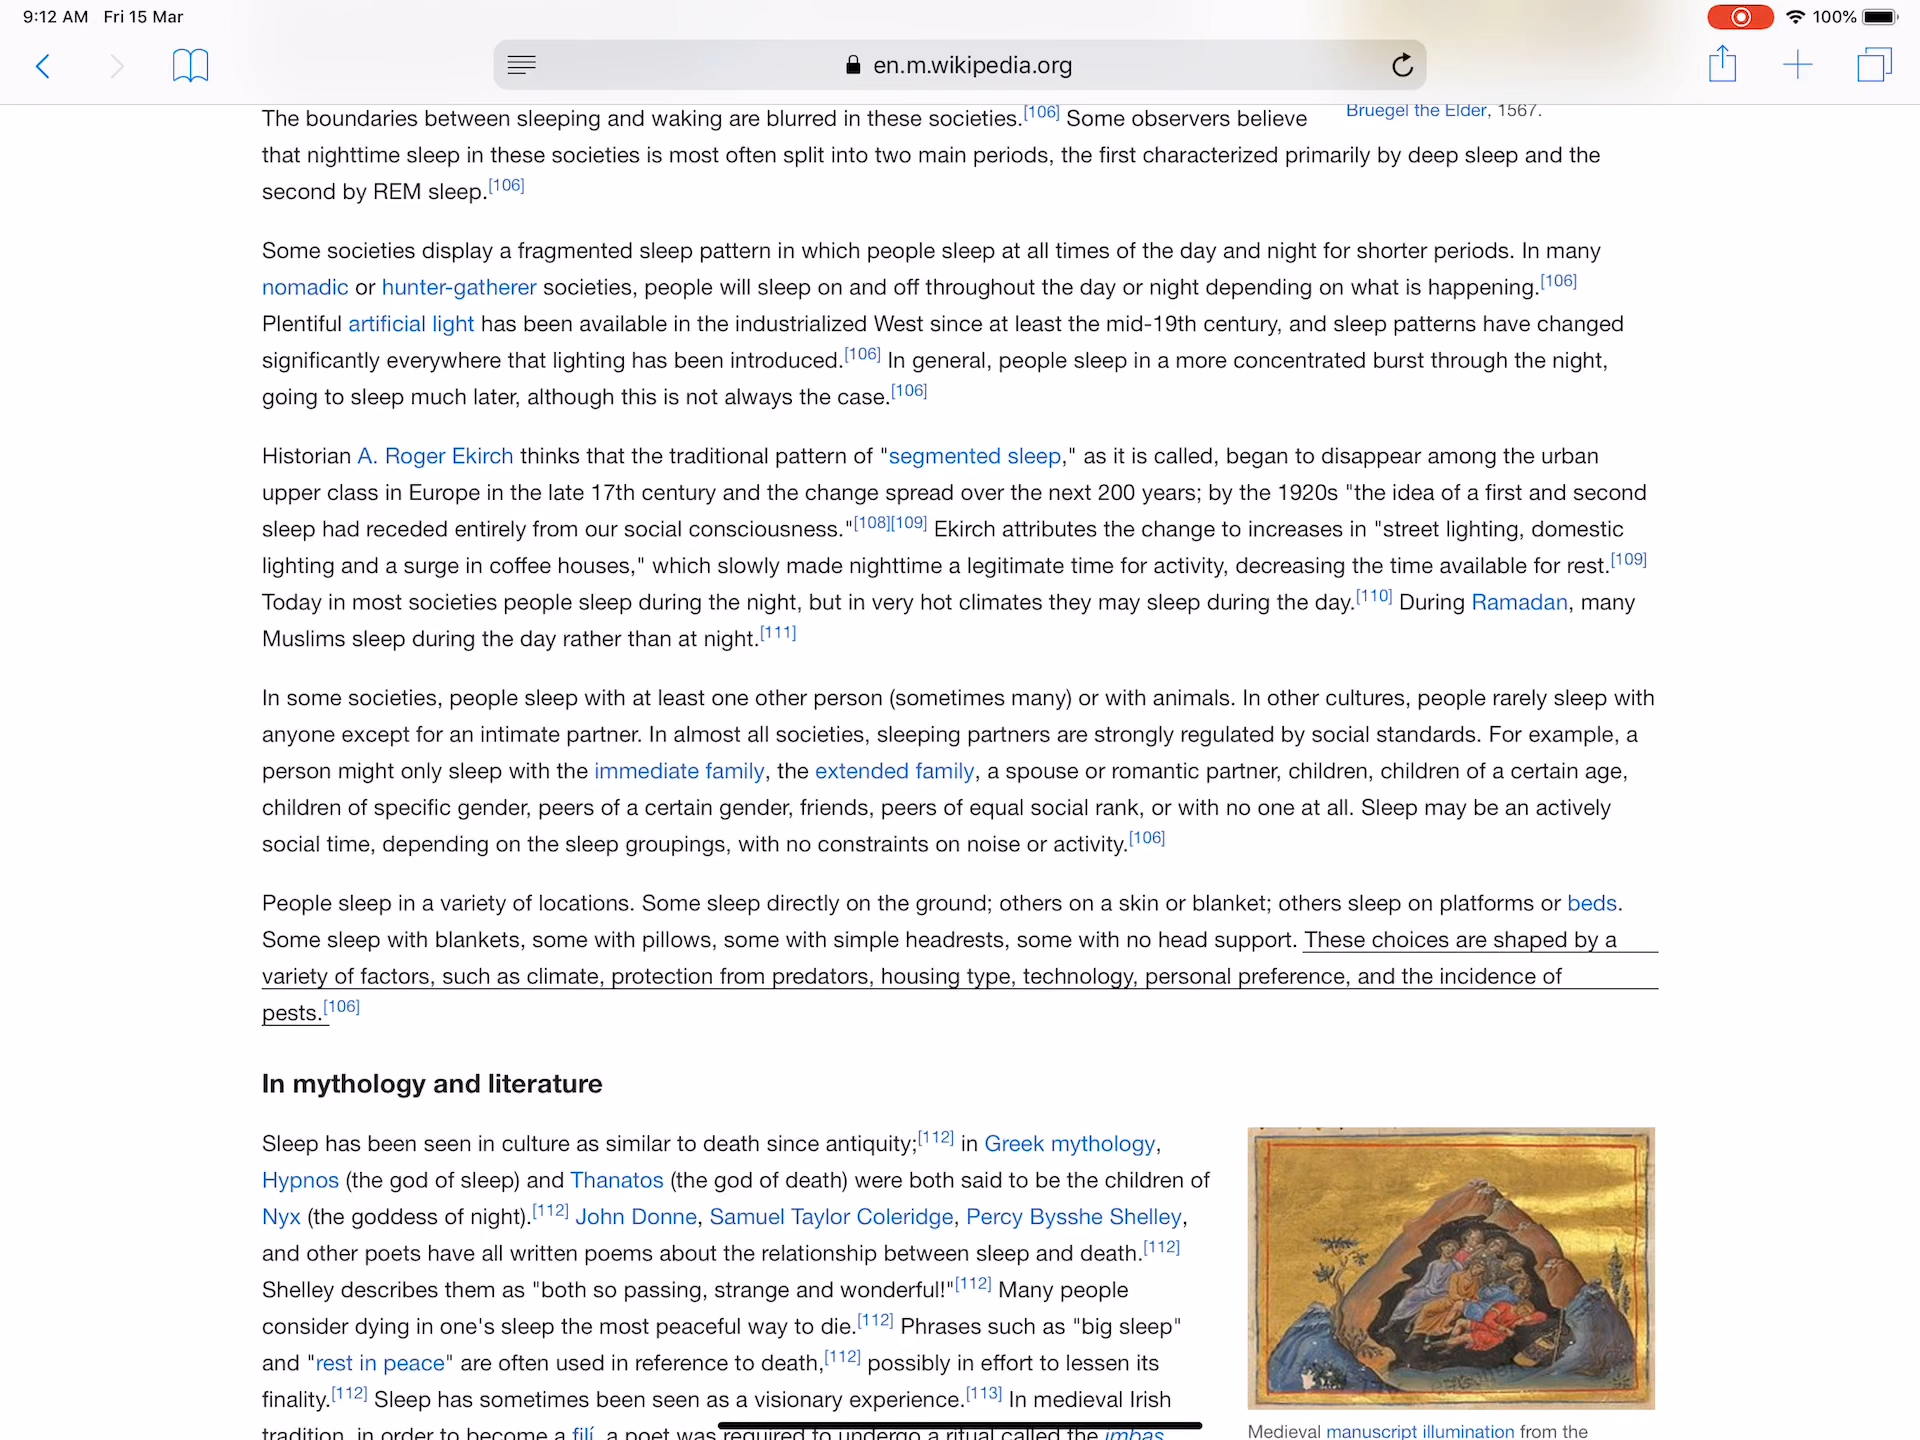 9:12 AM Fri 15 Mar
100%
en.m.wikipedia.org
Bruegel the Elder, 1567.
The boundaries between sleeping and waking are blurred in these societies.[106] Some observers believe
that nighttime sleep in these societies is most often split into two main periods, the first characterized primarily by deep sleep and the
second by REM sleep.[106]
Some societies display a fragmented sleep pattern in which people sleep at all times of the day and night for shorter periods. In many
nomadic or hunter-gatherer societies, people will sleep on and off throughout the day or night depending on what is happening.[106]
Plentiful artificial light has been available in the industrialized West since at least the mid-19th century, and sleep patterns have changed
significantly everywhere that lighting has been introduced.[106] In general, people sleep in a more concentrated burst through the night,
going to sleep much later, although this is not always the case.[106]
Historian A. Roger Ekirch thinks that the traditional pattern of "segmented sleep," as it is called, began to disappear among the urban
upper class in Europe in the late 17th century and the change spread over the next 200 years; by the 1920s "the idea of a first and second
sleep had receded entirely from our social consciousness."[108][109] Ekirch attributes the change to increases in "street lighting, domestic
lighting and a surge in coffee houses," which slowly made nighttime a legitimate time for activity, decreasing the time available for rest.[109]
Today in most societies people sleep during the night, but in very hot climates they may sleep during the day.[110] During Ramadan, many
Muslims sleep during the day rather than at night.[111]
In some societies, people sleep with at least one other person (sometimes many) or with animals. In other cultures, people rarely sleep with
anyone except for an intimate partner. In almost all societies, sleeping partners are strongly regulated by social standards. For example, a
person might only sleep with the immediate family, the extended family, a spouse or romantic partner, children, children of a certain age,
children of specific gender, peers of a certain gender, friends, peers of equal social rank, or with no one at all. Sleep may be an actively
social time, depending on the sleep groupings, with no constraints on noise or activity.[106]
People sleep in a variety of locations. Some sleep directly on the ground; others on a skin or blanket; others sleep on platforms or beds.
Some sleep with blankets, some with pillows, some with simple headrests, some with no head support. These choices are shaped by a
variety of factors, such as climate, protection from predators, housing type, technology, personal preference, and the incidence of
pests.[106]
In mythology and literature
Sleep has been seen in culture as similar to death since antiquity;[112] in Greek mythology,
Hypnos (the god of sleep) and Thanatos (the god of death) were both said to be the children of
Nyx (the goddess of night).[112] John Donne, Samuel Taylor Coleridge, Percy Bysshe Shelley,
and other poets have all written poems about the relationship between sleep and death.[112]
Shelley describes them as "both so passing, strange and wonderful!"[112] Many people
consider dying in one's sleep the most peaceful way to die.[112] Phrases such as "big sleep"
and "rest in peace" are often used in reference to death,[112] possibly in effort to lessen its
finality.[112] Sleep has sometimes been seen as a visionary experience.[113] In medieval Irish
tradition, in order to become a filí, a poet was required to undergo a ritual called the imbas
Medieval manuscript illumination from the